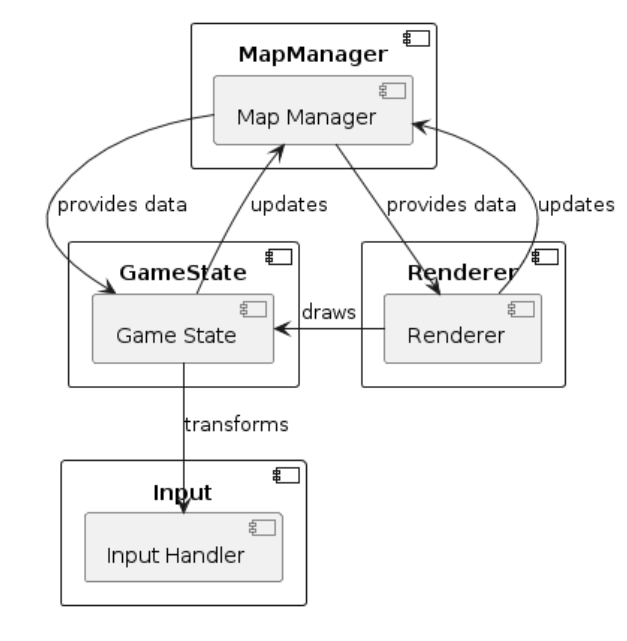 MapManager
Map Manager
provides data
updates
provides data
updates
GameState
Renderer
Game State
draws
Renderer
transforms
Input
Input Handler